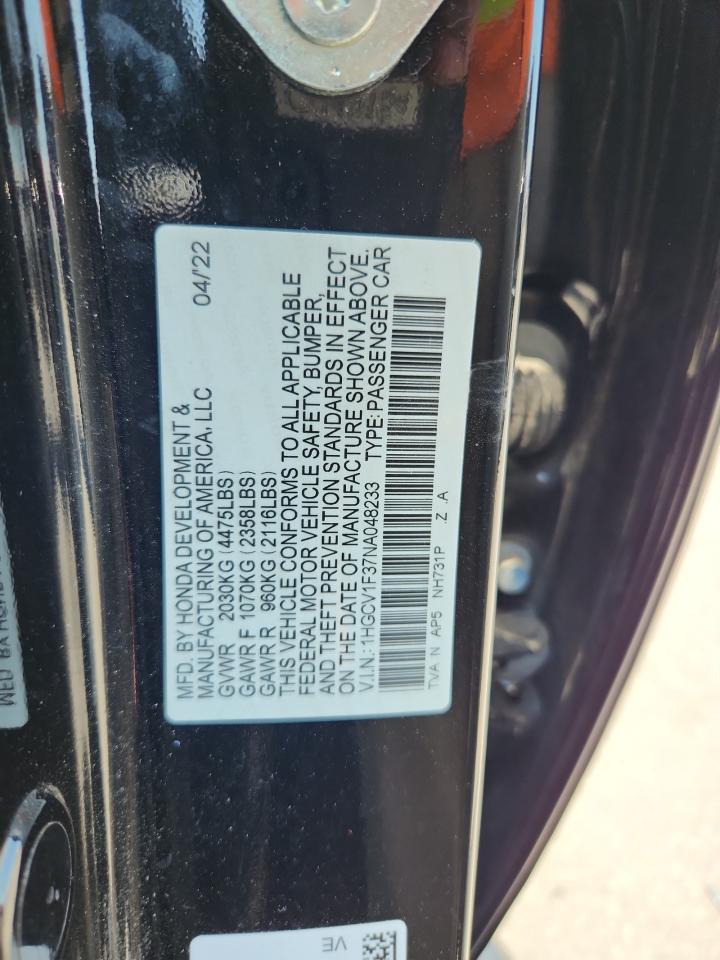 MFD. BY HONDA DEVELOPMENT &
MANUFACTURING OF AMERICA, LLC 04/'22
GVWR 2030KG (4475LBS)
GAWR F 1070KG (2358LBS)
GAWR R 960KG (2116LBS)
THIS VEHICLE CONFORMS TO ALL APPLICABLE
FEDERAL MOTOR VEHICLE SAFETY, BUMPER,
AND THEFT PREVENTION STANDARDS IN EFFECT
ON THE DATE OF MANUFACTURE SHOWN ABOVE.
V.I.N.: 1HGCV1F37NA048233 TYPE: PASSENGER CAR
TVA N AP5 NH731P .Z .A
VE